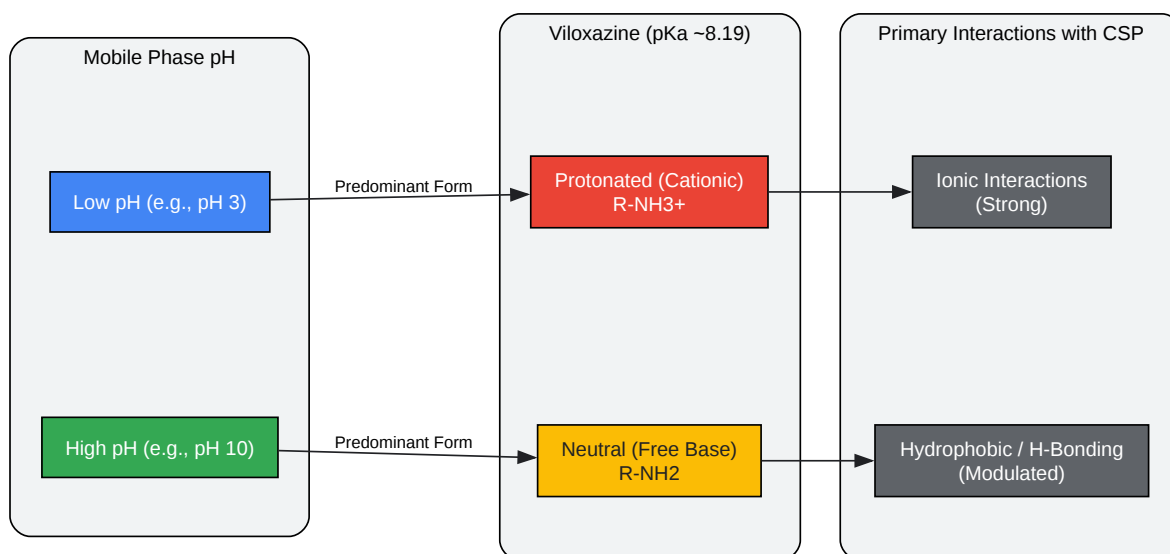 Mobile Phase pH
Viloxazine (pKa ~8.19)
Primary Interactions with CSP
Low pH (e.g., pH 3)
Predominant Form
Protonated (Cationic)
R-NH3+
Ionic Interactions
(Strong)
High pH (e.g., pH 10)
Predominant Form
Neutral (Free Base)
R-NH2
Hydrophobic / H-Bonding
(Modulated)